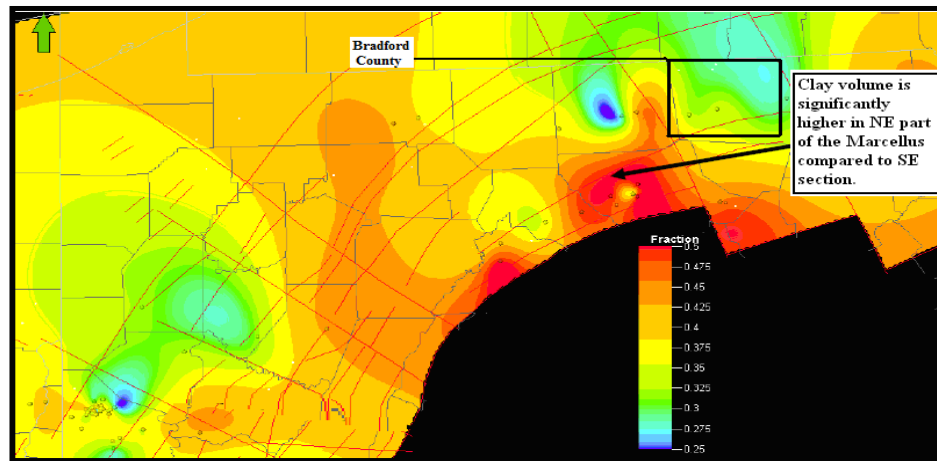 Bradford
County
Clay volume is
significantly
higher in NE part
of the Marcellus
compared to SE
section.
Fraction
0.5
0.475
0.45
0.425
0.4
0.375
0.35
0.325
0.3
0.275
0.25